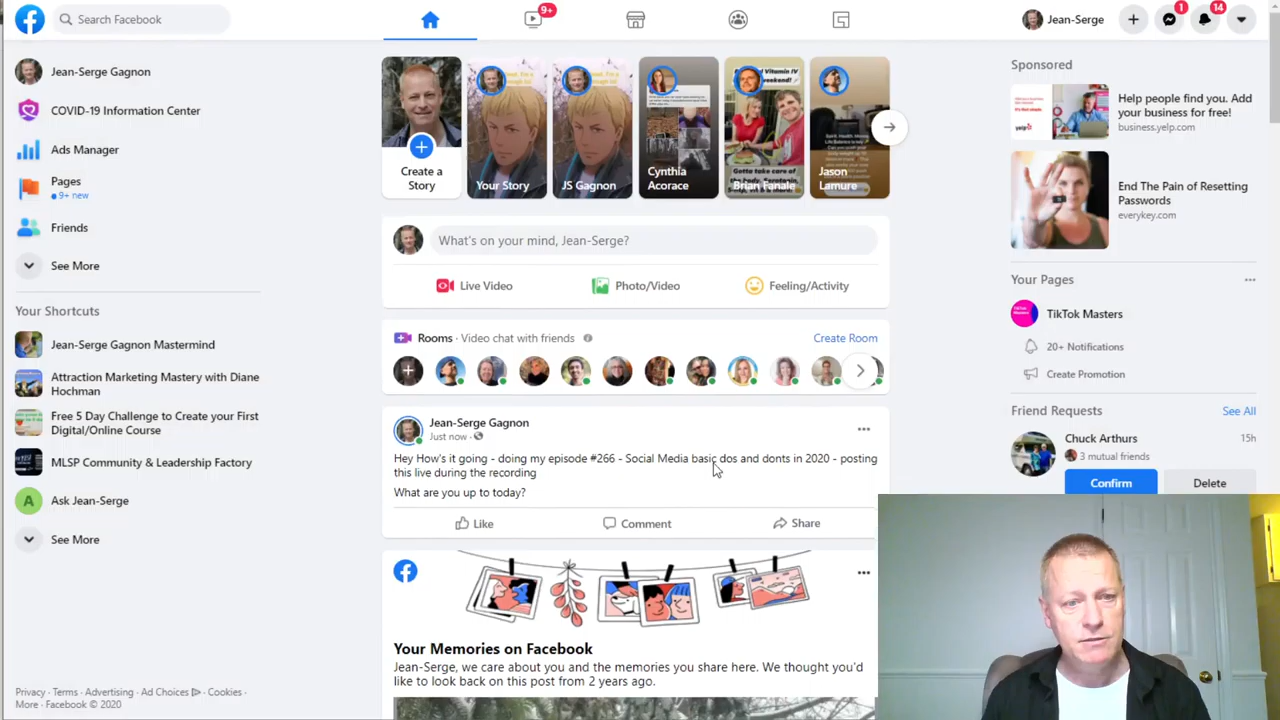 Search Facebook
9+
Jean-Serge
1
14
Jean-Serge Gagnon
COVID-19 Information Center
Ads Manager
Pages
9+ new
Friends
See More
Your Shortcuts
Jean-Serge Gagnon Mastermind
Attraction Marketing Mastery with Diane
Hochman
Free 5 Day Challenge to Create your First
Digital/Online Course
MLSP Community & Leadership Factory
A
Ask Jean-Serge
See More
Privacy · Terms · Advertising · Ad Choices · Cookies ·
More · Facebook © 2020
Create a
Story
Your Story
JS Gagnon
Cynthia
Acorace
Brian Fanale
Jason
Lamure
What's on your mind, Jean-Serge?
Live Video
Photo/Video
Feeling/Activity
Rooms · Video chat with friends
Create Room
Jean-Serge Gagnon
Just now ·
Hey How's it going - doing my episode #266 - Social Media basic dos and donts in 2020 - posting
this live during the recording
What are you up to today?
Like
Comment
Share
Your Memories on Facebook
Jean-Serge, we care about you and the memories you share here. We thought you'd
like to look back on this post from 2 years ago.
Sponsored
Help people find you. Add
your business for free!
business.yelp.com
yelp
End The Pain of Resetting
Passwords
everykey.com
Your Pages
TikTok Masters
20+ Notifications
Create Promotion
Friend Requests
See All
Chuck Arthurs
15h
3 mutual friends
Confirm
Delete